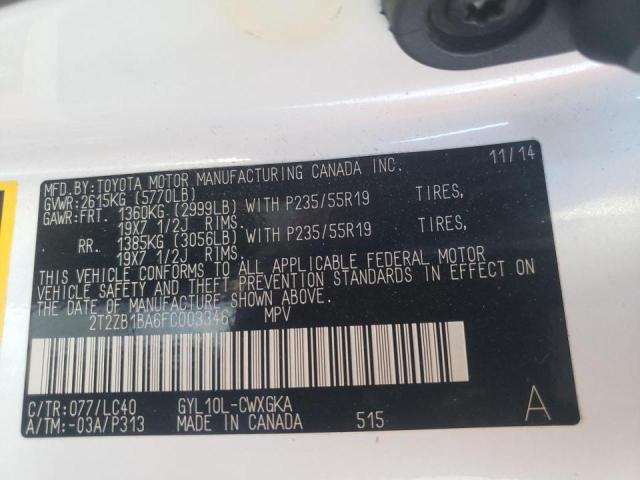 MFD.BY:TOYOTA MOTOR MANUFACTURING CANADA INC. 11/14
GVWR:2615KG (5770LB)
GAWR:FRT. 1360KG (2999LB) WITH P235/55R19 TIRES,
19X7 1/2J RIMS.
RR. 1385KG (3056LB) WITH P235/55R19 TIRES,
19X7 1/2J RIMS.
THIS VEHICLE CONFORMS TO ALL APPLICABLE FEDERAL MOTOR
VEHICLE SAFETY AND THEFT PREVENTION STANDARDS IN EFFECT ON
THE DATE OF MANUFACTURE SHOWN ABOVE.
2T2ZB1BA6FC003346 MPV
C/TR:077/LC40 GYL10L-CWXGKA
A/TM:-03A/P313 MADE IN CANADA 515 A